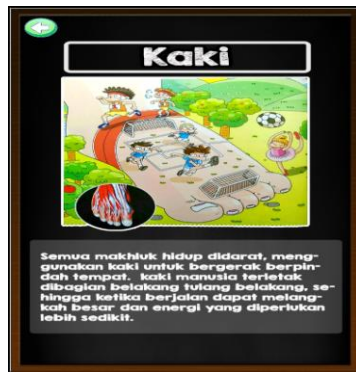 Kaki
Semua makhluk hidup didarat, meng-
gunakan kaki untuk bergerak berpin-
dah tempat. kaki manusia terletak
dibagian belakang tulang belakang, se-
hingga ketika berjalan dapat melang-
kah besar dan energi yang diperlukan
lebih sedikit.